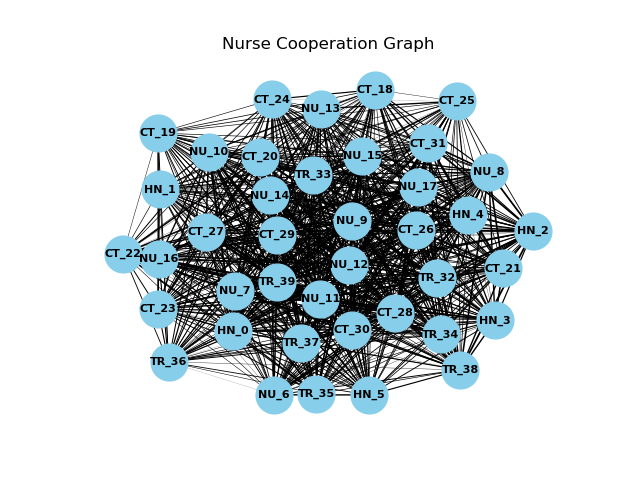 Nurse Cooperation Graph
CT_18
CT_24
CT_25
NU_13
CT_19
CT_31
NU_10
CT_20
NU_15
NU_8
TR_33
HN_1
NU_17
NU_14
HN_4
NU_9
CT_27
CT_29
CT_26
HN_2
CT_22
NU_16
NU_12
CT_21
TR_32
TR_39
NU_7
NU_11
CT_23
CT_28
HN_3
HN_0
CT_30
TR_34
TR_37
TR_36
TR_38
NU_6
TR_35
HN_5